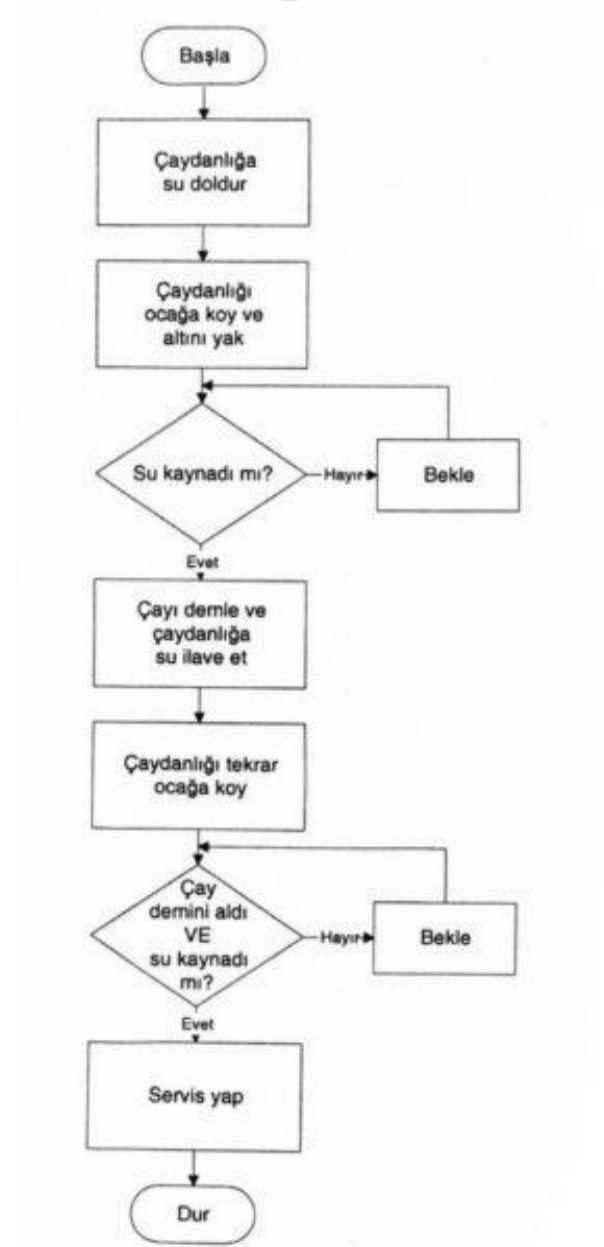 Başla
Çaydanlığa
su doldur
Çaydanlığı
ocağa koy ve
altını yak
Su kaynadı mı?
Hayır
Bekle
Evet
Çayı demle ve
çaydanlığa
su ilave et
Çaydanlığı tekrar
ocağa koy
Çay
demini aldı
VE
su kaynadı
mı?
Hayır
Bekle
Evet
Servis yap
Dur